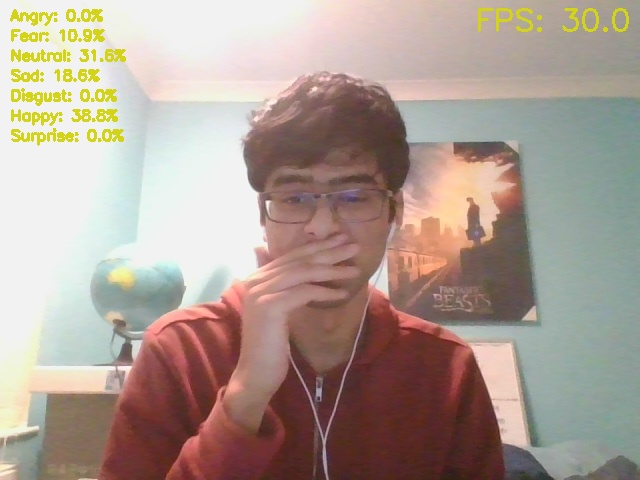 Angry: 0.0%
Fear: 10.9%
Neutral: 31.6%
Sad: 18.6%
Disgust: 0.0%
Happy: 38.8%
Surprise: 0.0%
FPS: 30.0
FANTASTIC
BEASTS